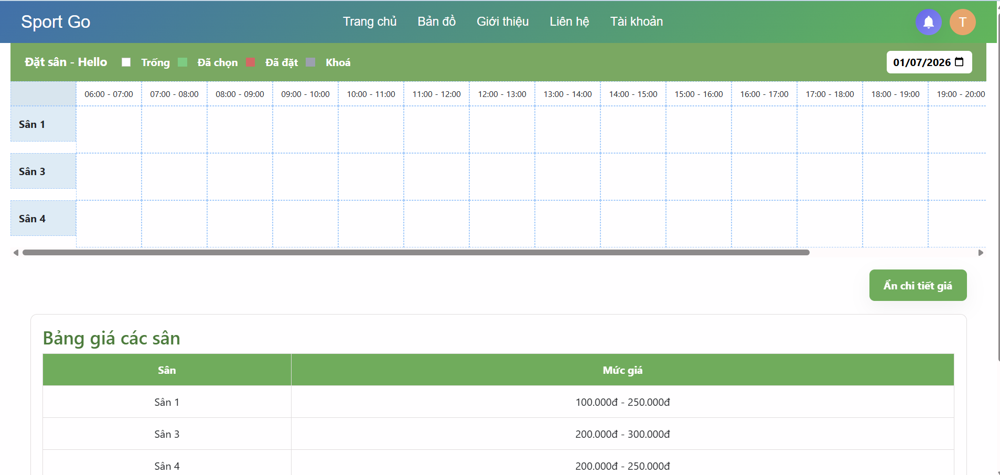 Sport Go
Trang chủ Bản đồ Giới thiệu Liên hệ Tài khoản
T
Đặt sân - Hello Trống Đã chọn Đã đặt Khoá 01/07/2026
06:00 - 07:00 07:00 - 08:00 08:00 - 09:00 09:00 - 10:00 10:00 - 11:00 11:00 - 12:00 12:00 - 13:00 13:00 - 14:00 14:00 - 15:00 15:00 - 16:00 16:00 - 17:00 17:00 - 18:00 18:00 - 19:00 19:00 - 20:00
Sân 1
Sân 3
Sân 4
Ẩn chi tiết giá
Bảng giá các sân
Sân Mức giá
Sân 1 100.000đ - 250.000đ
Sân 3 200.000đ - 300.000đ
Sân 4 200.000đ - 250.000đ